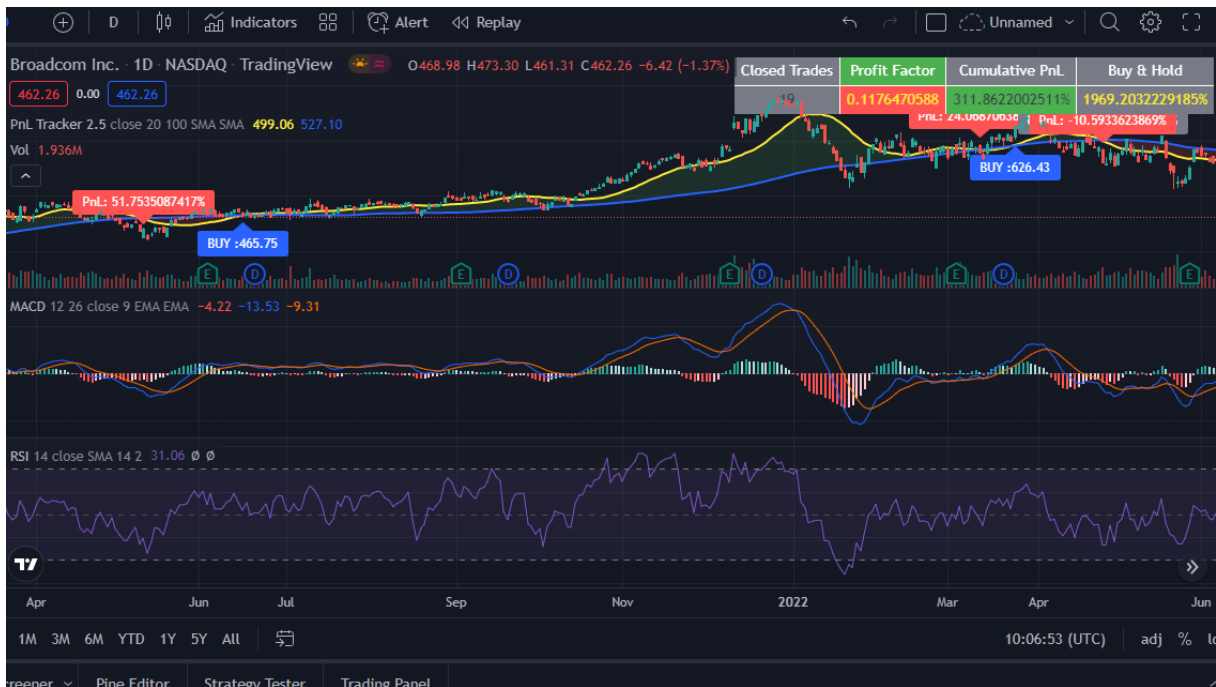 D Indicators Alert Replay Unnamed
Broadcom Inc. · 1D · NASDAQ · TradingView O468.98 H473.30 L461.31 C462.26 −6.42 (−1.37%)
462.26 0.00 462.26
PnL Tracker 2.5 close 20 100 SMA SMA 499.06 527.10
Vol 1.936M
Closed Trades Profit Factor Cumulative PnL Buy & Hold
19 0.1176470588 311.8622002511% 1969.2032229185%
PnL: 24.06870638 PnL: -10.5933623869%
BUY :626.43
PnL: 51.7535087417%
BUY :465.75
E D E D E D E D E
MACD 12 26 close 9 EMA EMA −4.22 −13.53 −9.31
RSI 14 close SMA 14 2 31.06 Ø Ø
Apr Jun Jul Sep Nov 2022 Mar Apr Jun
1M 3M 6M YTD 1Y 5Y All 10:06:53 (UTC) adj %
Pine Editor Strategy Tester Trading Panel